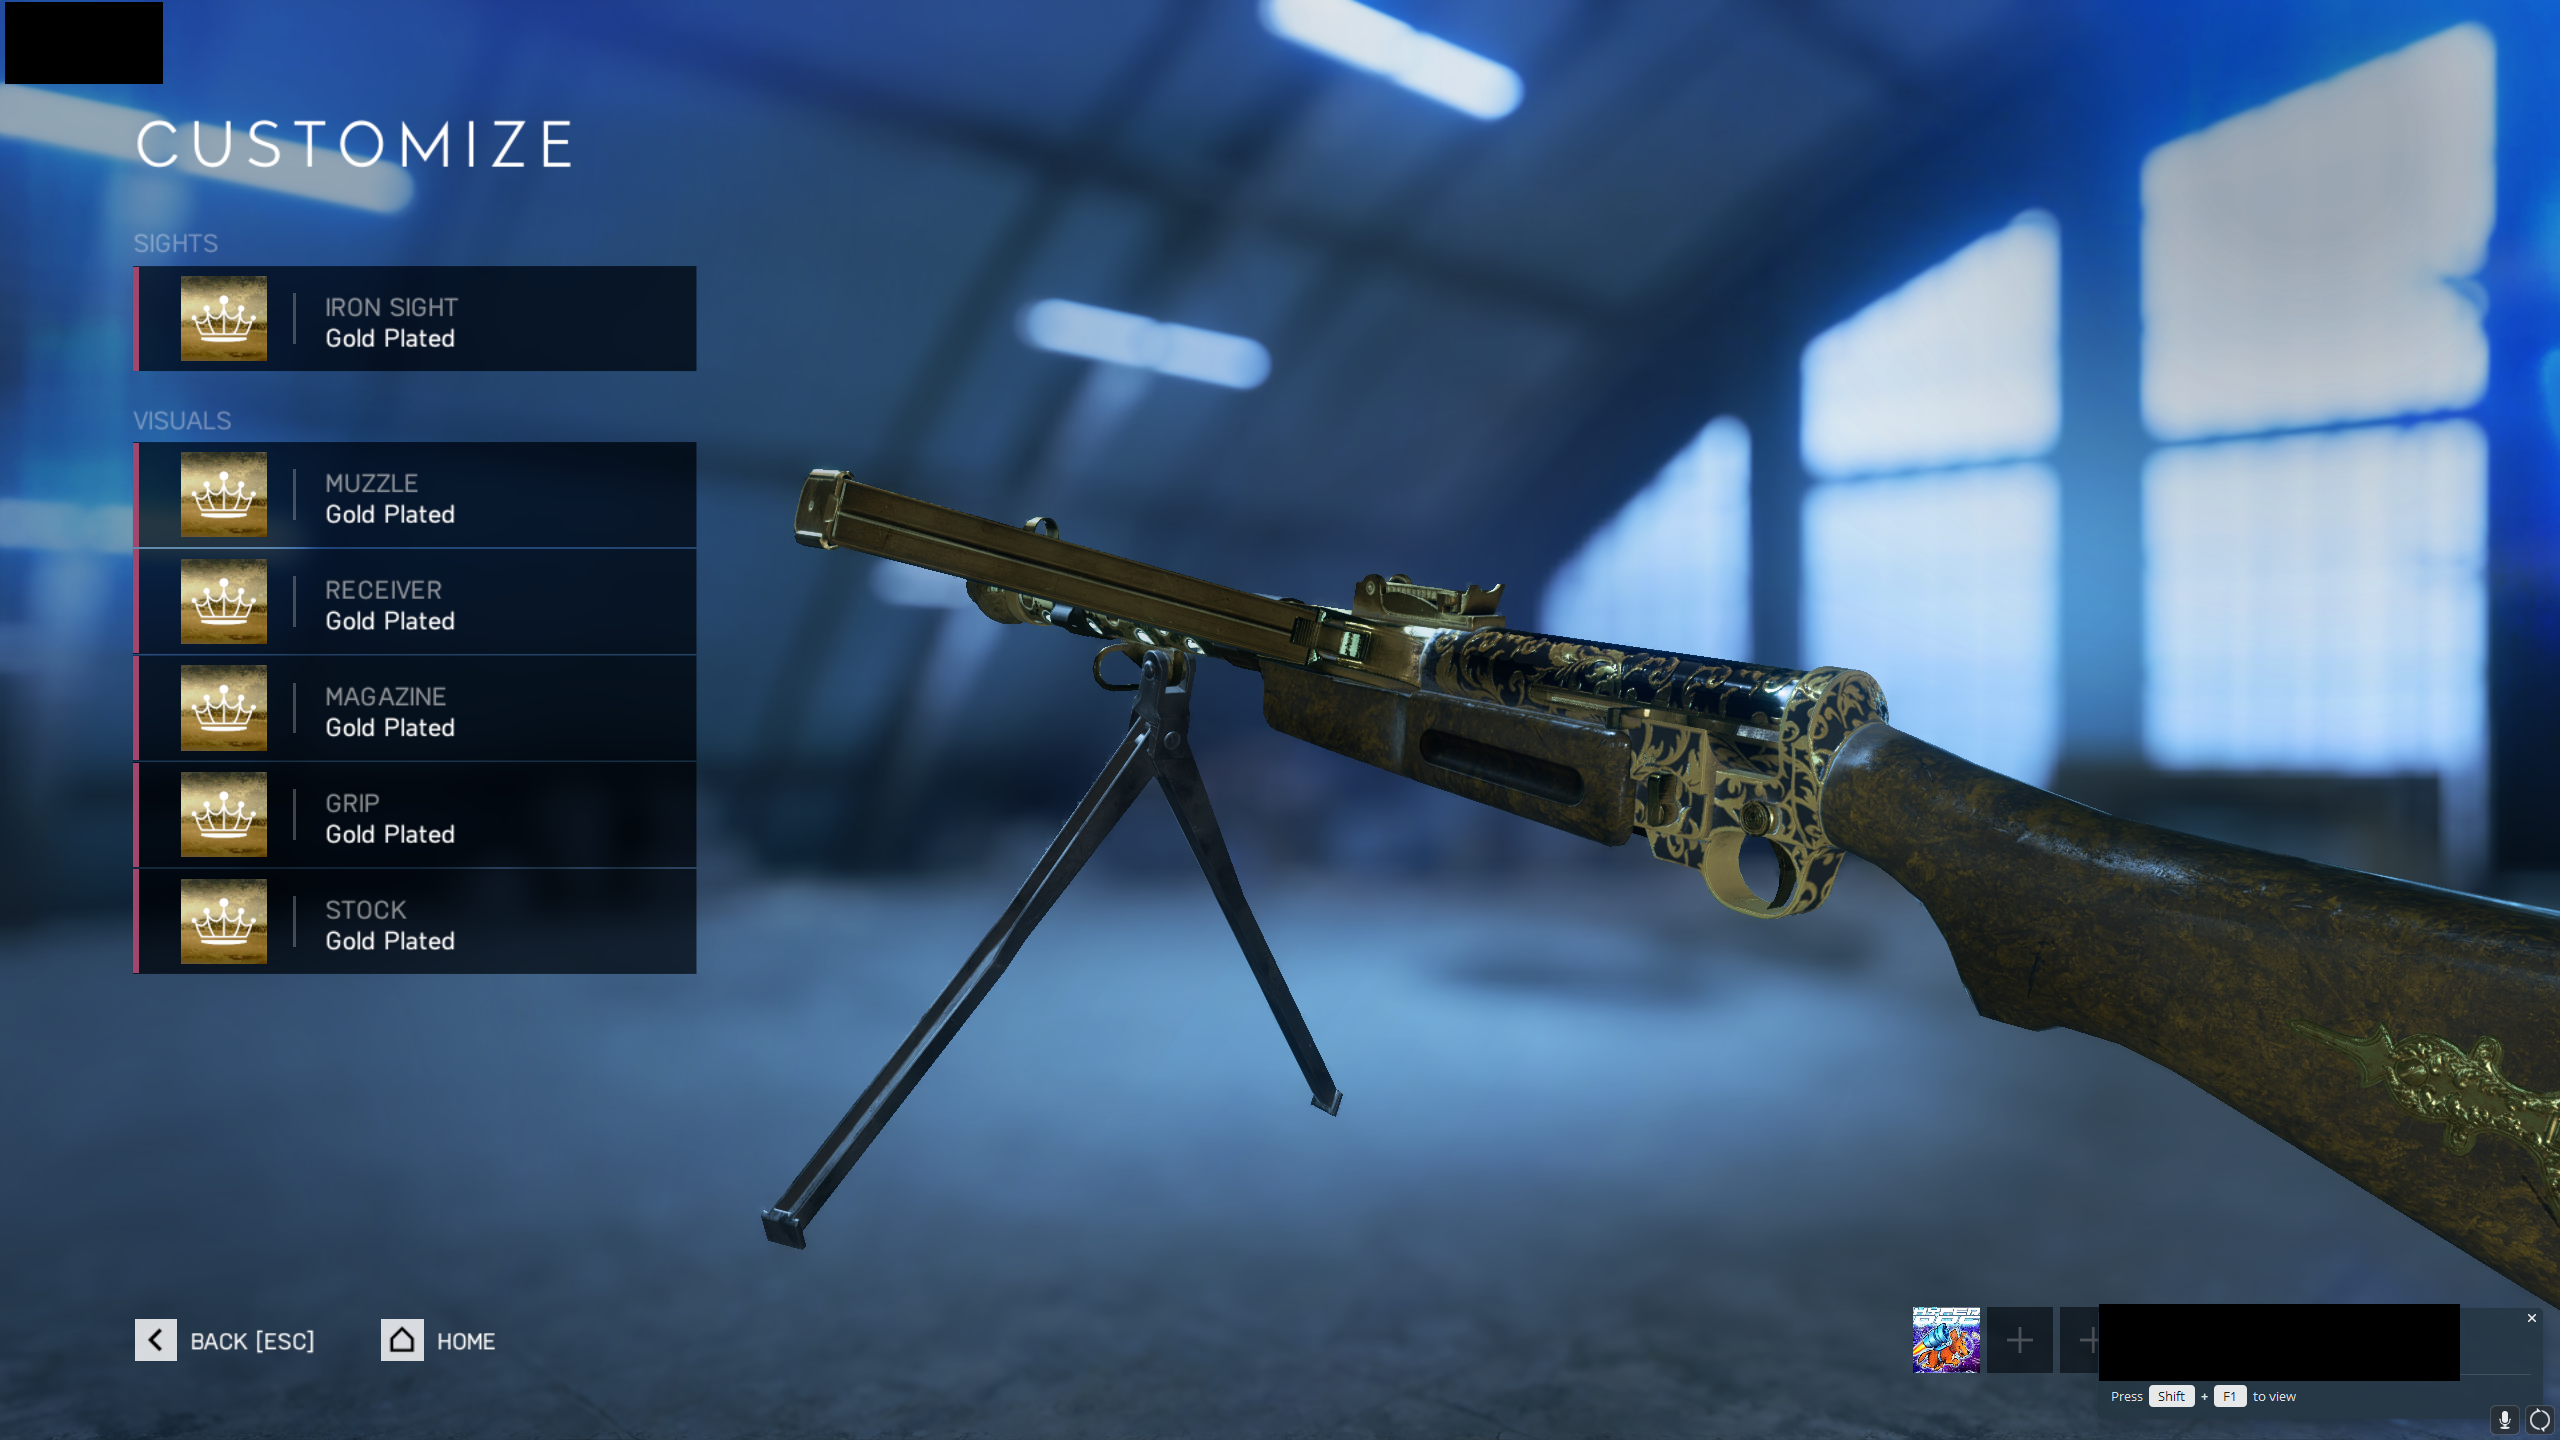 CUSTOMIZE
SIGHTS
IRON SIGHT
Gold Plated
VISUALS
MUZZLE
Gold Plated
RECEIVER
Gold Plated
MAGAZINE
Gold Plated
GRIP
Gold Plated
STOCK
Gold Plated
BACK [ESC]
HOME
Press Shift + F1 to view